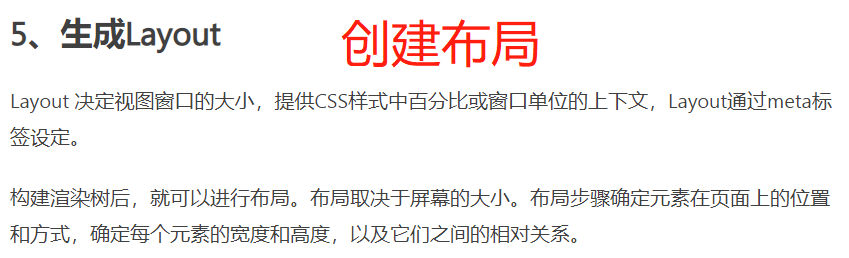 5、生成Layout
创建布局
Layout 决定视图窗口的大小，提供CSS样式中百分比或窗口单位的上下文，Layout通过meta标
签设定。
构建渲染树后，就可以进行布局。布局取决于屏幕的大小。布局步骤确定元素在页面上的位置
和方式，确定每个元素的宽度和高度，以及它们之间的相对关系。